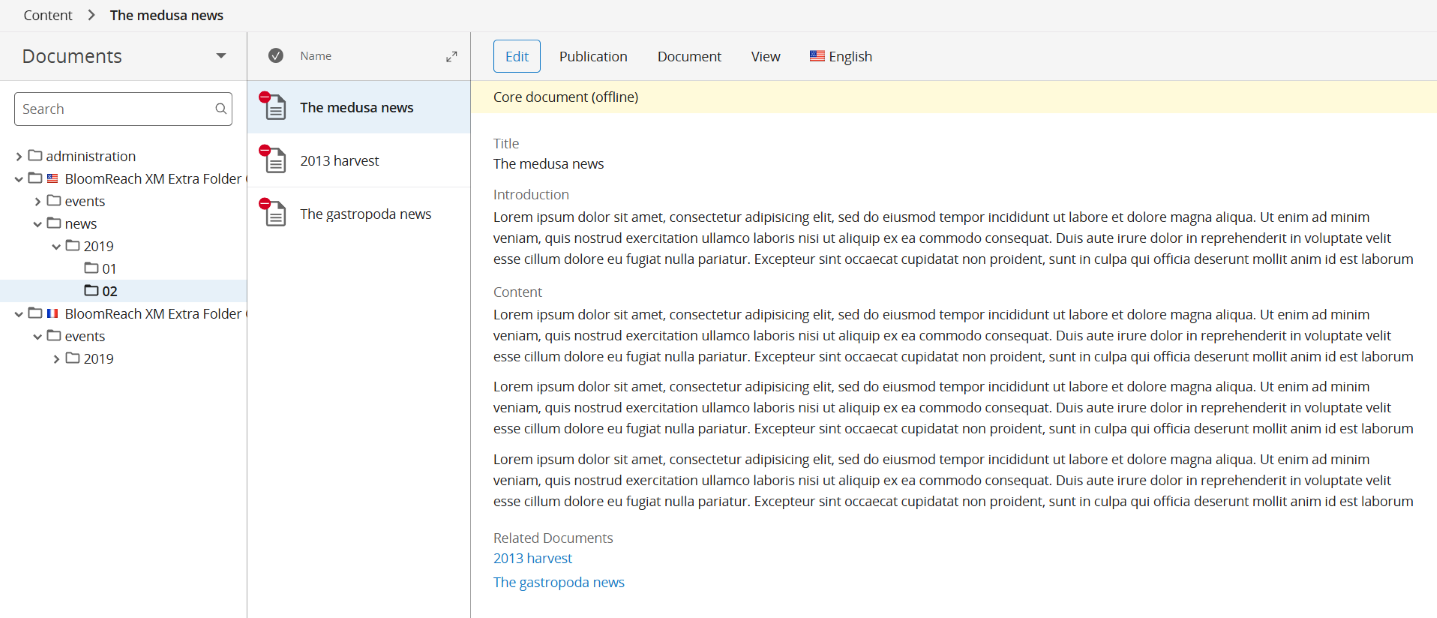 Content > The medusa news
Documents
Name
Edit Publication Document View English
Search
administration
BloomReach XM Extra Folder
events
news
2019
01
02
BloomReach XM Extra Folder
events
2019
The medusa news
2013 harvest
The gastropoda news
Core document (offline)
Title
The medusa news
Introduction
Lorem ipsum dolor sit amet, consectetur adipisicing elit, sed do eiusmod tempor incididunt ut labore et dolore magna aliqua. Ut enim ad minim
veniam, quis nostrud exercitation ullamco laboris nisi ut aliquip ex ea commodo consequat. Duis aute irure dolor in reprehenderit in voluptate velit
esse cillum dolore eu fugiat nulla pariatur. Excepteur sint occaecat cupidatat non proident, sunt in culpa qui officia deserunt mollit anim id est laborum
Content
Lorem ipsum dolor sit amet, consectetur adipisicing elit, sed do eiusmod tempor incididunt ut labore et dolore magna aliqua. Ut enim ad minim
veniam, quis nostrud exercitation ullamco laboris nisi ut aliquip ex ea commodo consequat. Duis aute irure dolor in reprehenderit in voluptate velit
esse cillum dolore eu fugiat nulla pariatur. Excepteur sint occaecat cupidatat non proident, sunt in culpa qui officia deserunt mollit anim id est laborum
Lorem ipsum dolor sit amet, consectetur adipisicing elit, sed do eiusmod tempor incididunt ut labore et dolore magna aliqua. Ut enim ad minim
veniam, quis nostrud exercitation ullamco laboris nisi ut aliquip ex ea commodo consequat. Duis aute irure dolor in reprehenderit in voluptate velit
esse cillum dolore eu fugiat nulla pariatur. Excepteur sint occaecat cupidatat non proident, sunt in culpa qui officia deserunt mollit anim id est laborum
Lorem ipsum dolor sit amet, consectetur adipisicing elit, sed do eiusmod tempor incididunt ut labore et dolore magna aliqua. Ut enim ad minim
veniam, quis nostrud exercitation ullamco laboris nisi ut aliquip ex ea commodo consequat. Duis aute irure dolor in reprehenderit in voluptate velit
esse cillum dolore eu fugiat nulla pariatur. Excepteur sint occaecat cupidatat non proident, sunt in culpa qui officia deserunt mollit anim id est laborum
Related Documents
2013 harvest
The gastropoda news